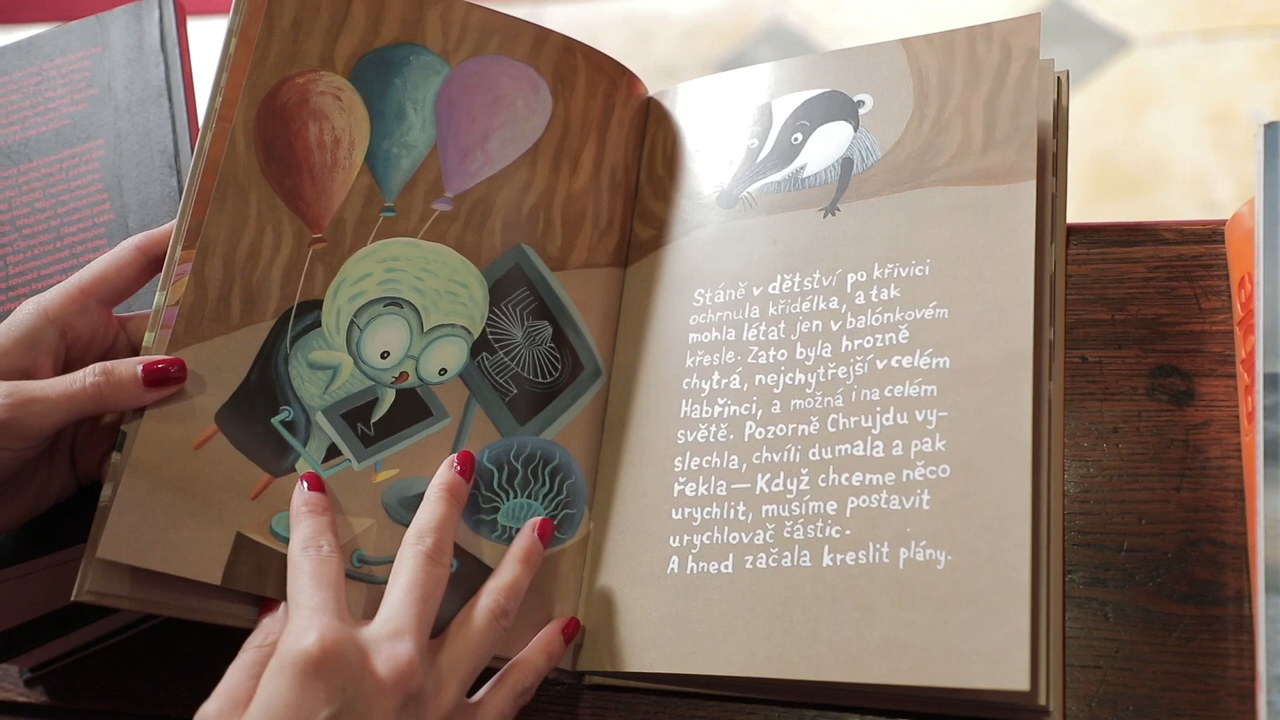 Stáně v dětství po křivici
ochrnula křidélka, a tak
mohla létat jen v balónkovém
křesle. Zato byla hrozně
chytrá, nejchytřejší v celém
Habřinci, a možná i na celém
světě. Pozorně Chrujdu vy-
slechla, chvíli dumala a pak
řekla — Když chceme něco
urychlit, musíme postavit
urychlovač částic.
A hned začala kreslit plány.